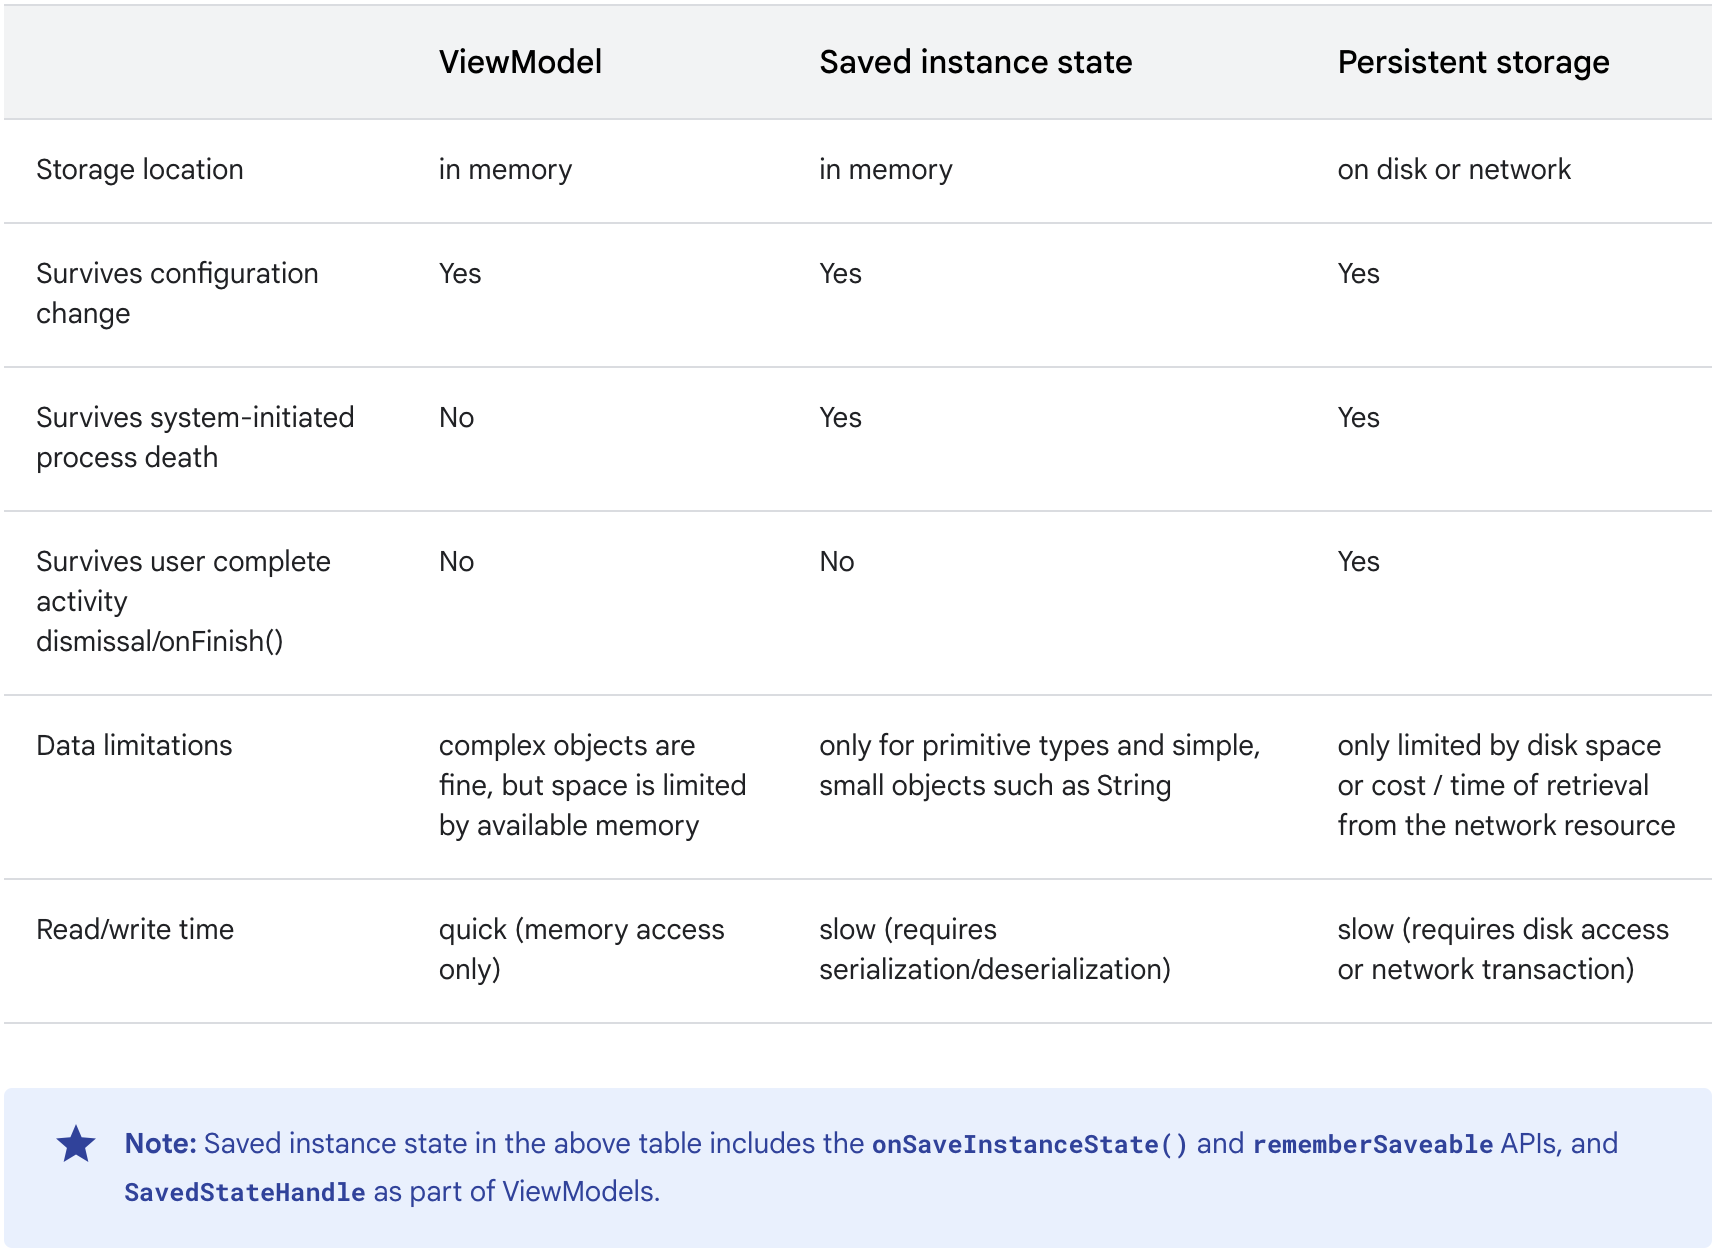 ViewModel Saved instance state Persistent storage
Storage location in memory in memory on disk or network
Survives configuration Yes Yes Yes
change
Survives system-initiated No Yes Yes
process death
Survives user complete No No Yes
activity
dismissal/onFinish()
Data limitations complex objects are only for primitive types and simple, only limited by disk space
fine, but space is limited small objects such as String or cost / time of retrieval
by available memory from the network resource
Read/write time quick (memory access slow (requires slow (requires disk access
only) serialization/deserialization) or network transaction)
Note: Saved instance state in the above table includes the onSaveInstanceState() and rememberSaveable APIs, and
SavedStateHandle as part of ViewModels.